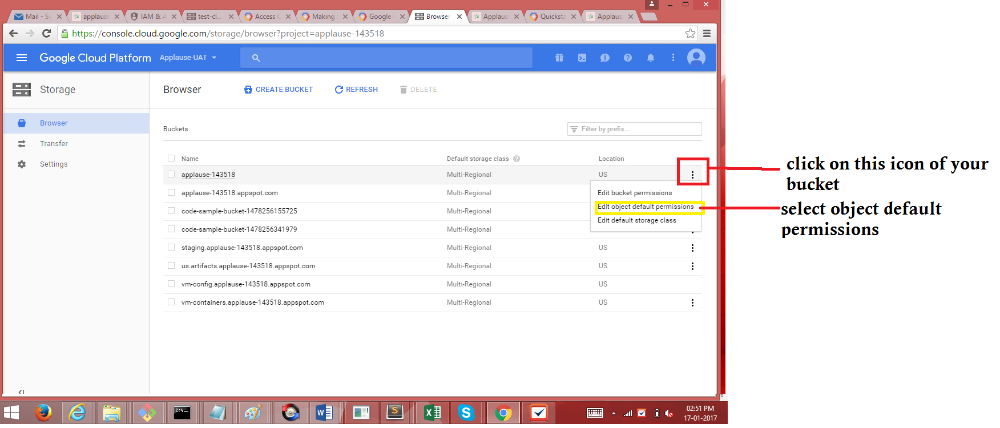 Mail - Su
applause
IAM & A
test-cl...
Access C
Making
Google
Browser
Applaus
Quicksta
Applaus
https://console.cloud.google.com/storage/browser?project=applause-143518
Google Cloud Platform
Applause-UAT
Storage
Browser
CREATE BUCKET
REFRESH
DELETE
Browser
Transfer
Settings
Buckets
Filter by prefix...
Name Default storage class Location
applause-143518 Multi-Regional US
applause-143518.appspot.com Multi-Regional
code-sample-bucket-1478256155725 Multi-Regional
code-sample-bucket-1478256341979 Multi-Regional
staging.applause-143518.appspot.com Multi-Regional US
us.artifacts.applause-143518.appspot.com Multi-Regional US
vm-config.applause-143518.appspot.com Multi-Regional US
vm-containers.applause-143518.appspot.com Multi-Regional US
Edit bucket permissions
Edit object default permissions
Edit default storage class
click on this icon of your
bucket
select object default
permissions
02:51 PM
17-01-2017